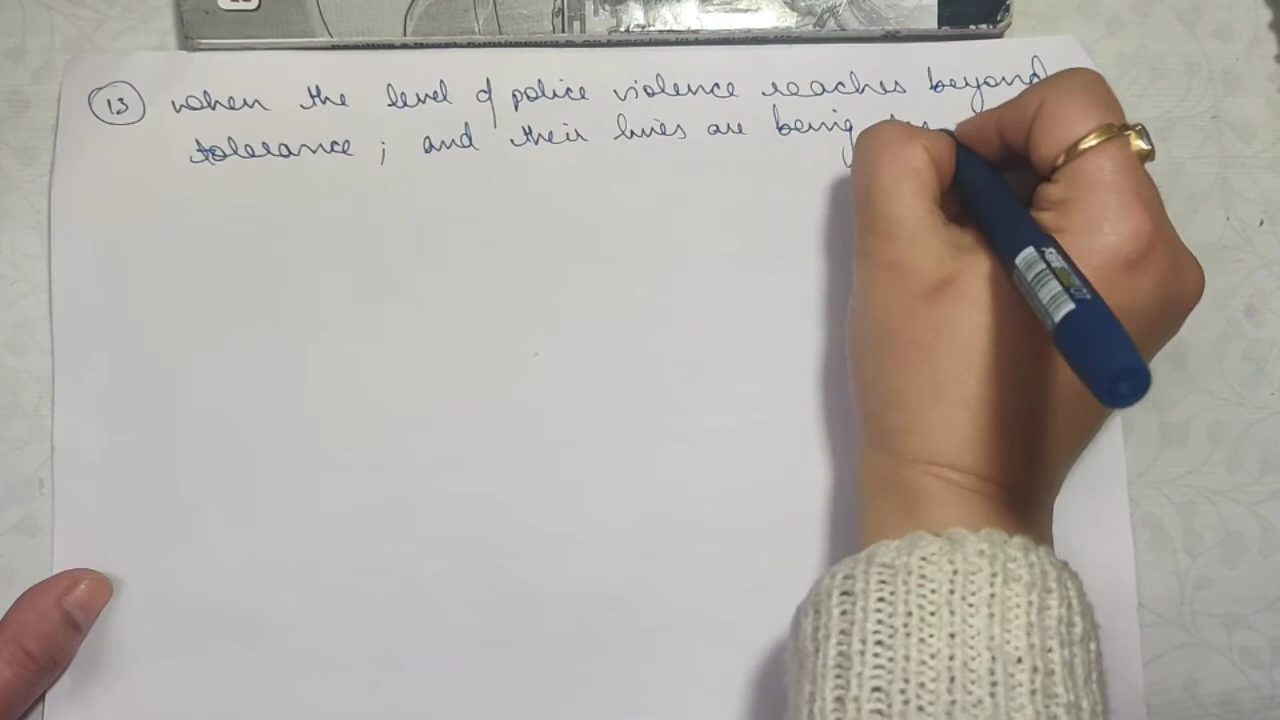 13 when the level of police violence reaches beyond
tolerance ; and their lives are being